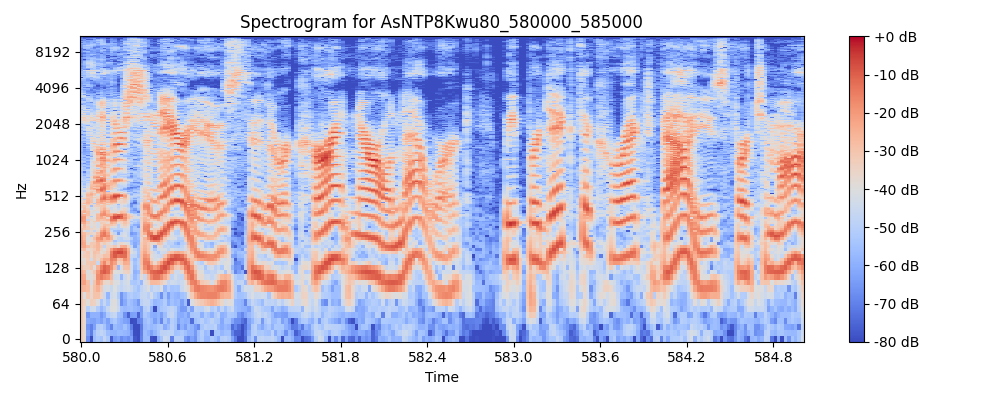 Spectrogram for AsNTP8Kwu80_580000_585000
Hz
8192
4096
2048
1024
512
256
128
64
0
580.0 580.6 581.2 581.8 582.4 583.0 583.6 584.2 584.8
Time
+0 dB
-10 dB
-20 dB
-30 dB
-40 dB
-50 dB
-60 dB
-70 dB
-80 dB